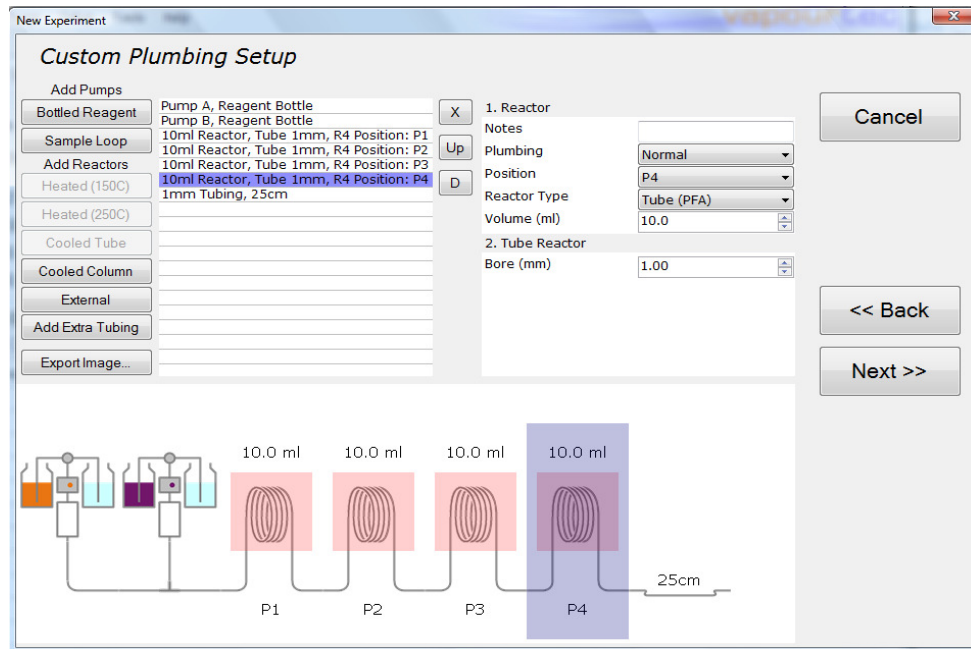 New Experiment
Custom Plumbing Setup
Add Pumps
Bottled Reagent
Sample Loop
Add Reactors
Heated (150C)
Heated (250C)
Cooled Tube
Cooled Column
External
Add Extra Tubing
Export Image...
Pump A, Reagent Bottle
Pump B, Reagent Bottle
10ml Reactor, Tube 1mm, R4 Position: P1
10ml Reactor, Tube 1mm, R4 Position: P2
10ml Reactor, Tube 1mm, R4 Position: P3
10ml Reactor, Tube 1mm, R4 Position: P4
1mm Tubing, 25cm
X
Up
D
1. Reactor
Notes
Plumbing Normal
Position P4
Reactor Type Tube (PFA)
Volume (ml) 10.0
2. Tube Reactor
Bore (mm) 1.00
Cancel
<< Back
Next >>
10.0 ml 10.0 ml 10.0 ml 10.0 ml
25cm
P1 P2 P3 P4